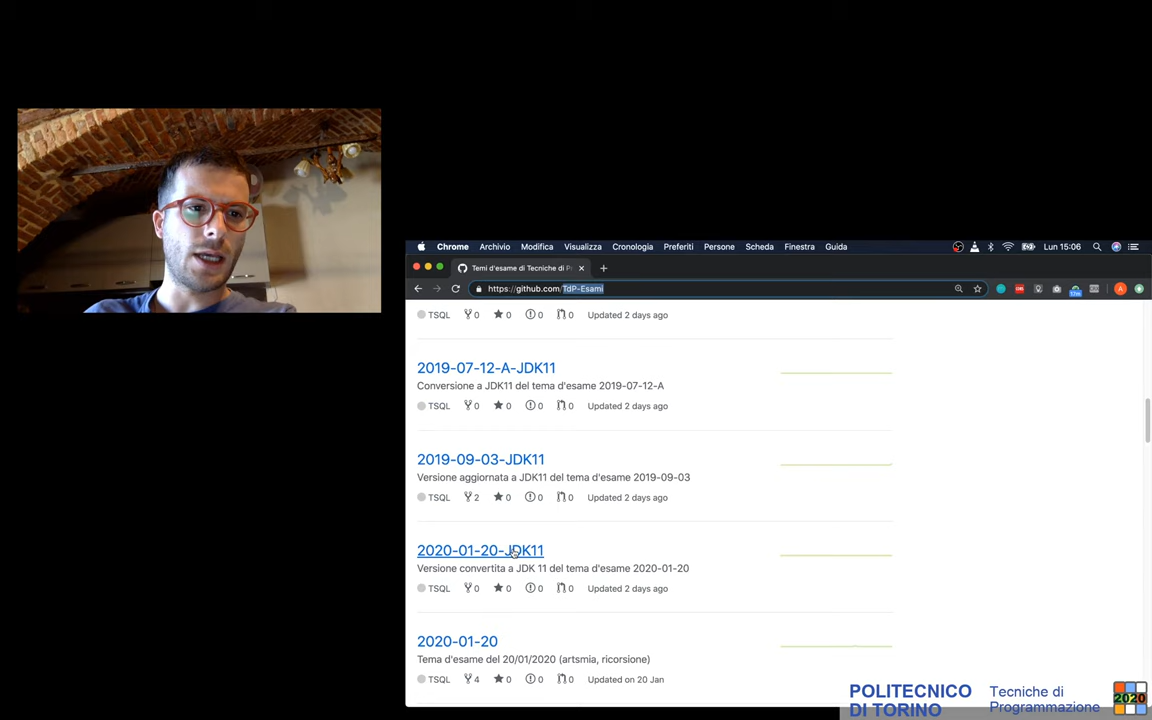 Chrome Archivio Modifica Visualizza Cronologia Preferiti Persone Scheda Finestra Guida Lun 15:06
Temi d'esame di Tecniche di P
https://github.com/TdP-Esami
TSQL 0 0 0 0 Updated 2 days ago
2019-07-12-A-JDK11
Conversione a JDK11 del tema d'esame 2019-07-12-A
TSQL 0 0 0 0 Updated 2 days ago
2019-09-03-JDK11
Versione aggiornata a JDK11 del tema d'esame 2019-09-03
TSQL 2 0 0 0 Updated 2 days ago
2020-01-20-JDK11
Versione convertita a JDK 11 del tema d'esame 2020-01-20
TSQL 0 0 0 0 Updated 2 days ago
2020-01-20
Tema d'esame del 20/01/2020 (artsmia, ricorsione)
TSQL 4 0 0 0 Updated on 20 Jan
POLITECNICO
DI TORINO
Tecniche di
Programmazione
2020